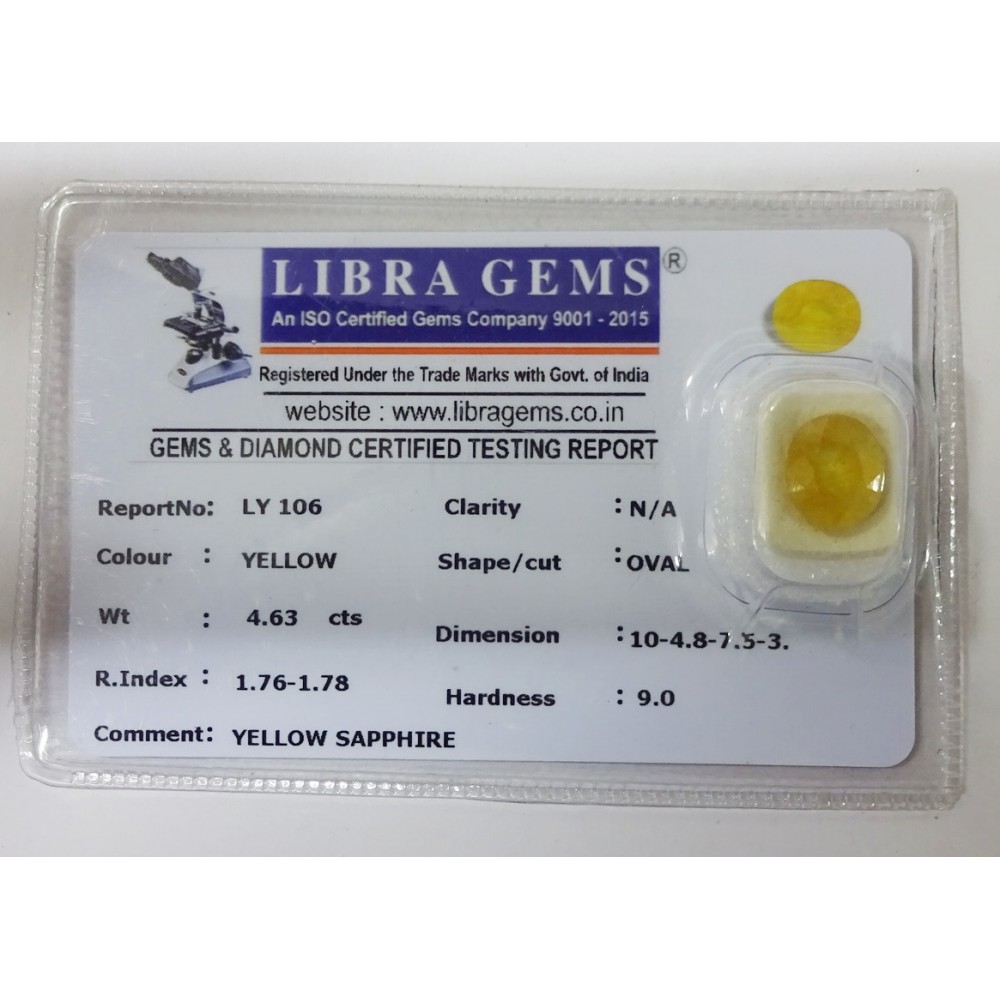 LIBRA GEMS ®
An ISO Certified Gems Company 9001 - 2015
Registered Under the Trade Marks with Govt. of India
website : www.libragems.co.in
GEMS & DIAMOND CERTIFIED TESTING REPORT
ReportNo: LY 106 Clarity : N/A
Colour : YELLOW Shape/cut : OVAL
Wt : 4.63 cts Dimension : 10-4.8-7.5-3.
R.Index : 1.76-1.78 Hardness : 9.0
Comment: YELLOW SAPPHIRE